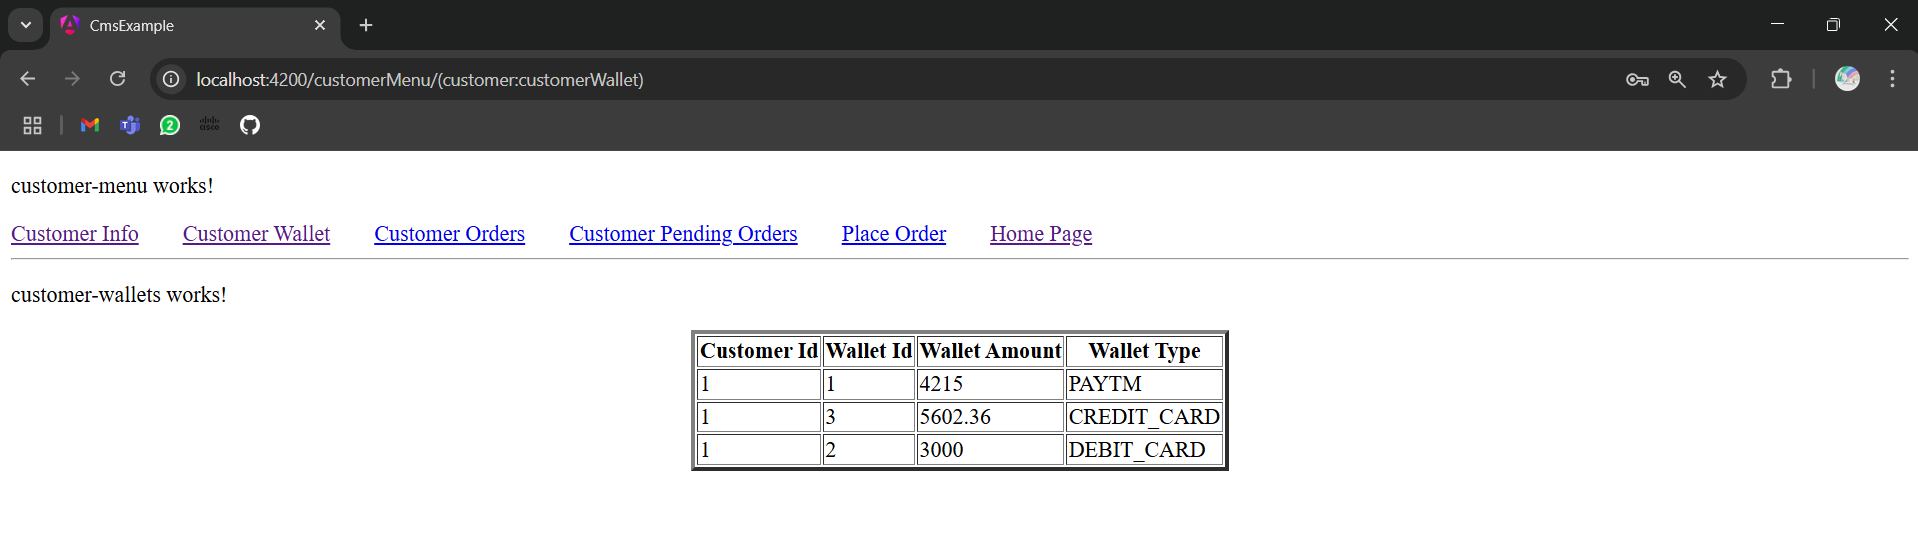 CmsExample
localhost:4200/customerMenu/(customer:customerWallet)
2
CISCO
customer-menu works!
Customer Info Customer Wallet Customer Orders Customer Pending Orders Place Order Home Page
customer-wallets works!
Customer Id Wallet Id Wallet Amount Wallet Type
1 1 4215 PAYTM
1 3 5602.36 CREDIT_CARD
1 2 3000 DEBIT_CARD